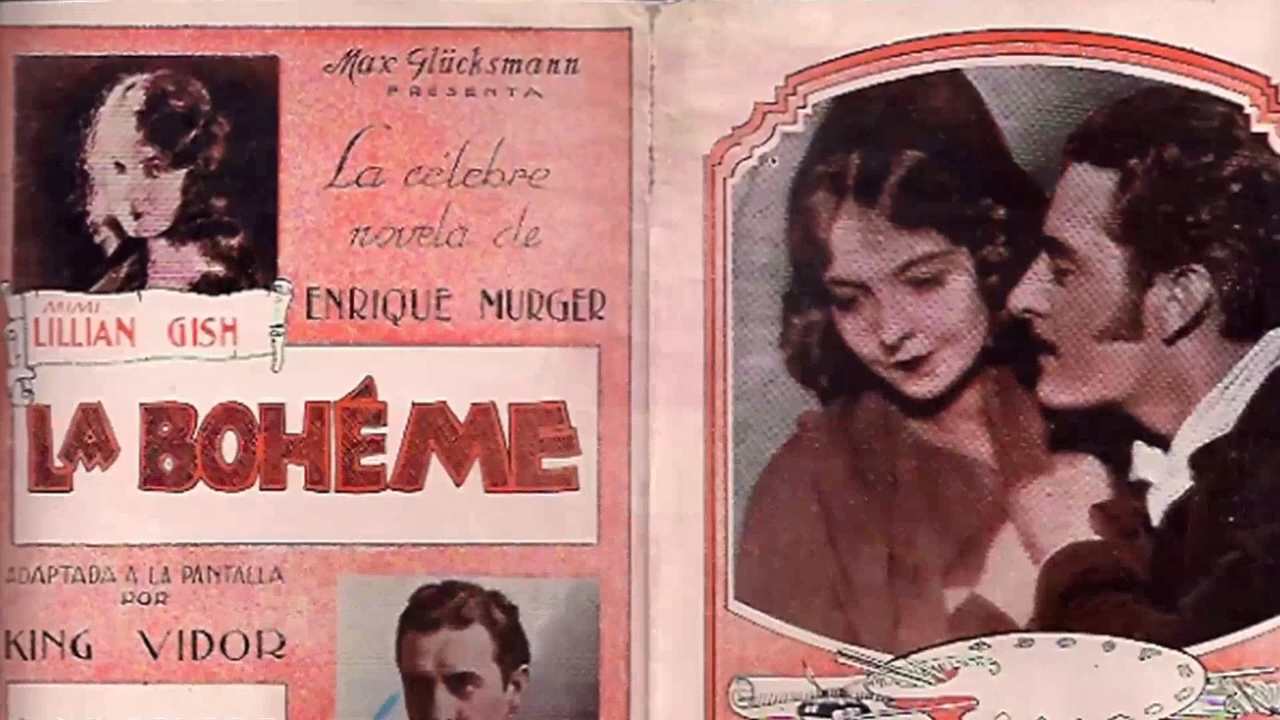 Max Glücksmann
PRESENTA
La célebre
novela de
ENRIQUE MURGER
MIMI
LILLIAN GISH
LA BOHÉME
ADAPTADA A LA PANTALLA
POR
KING VIDOR